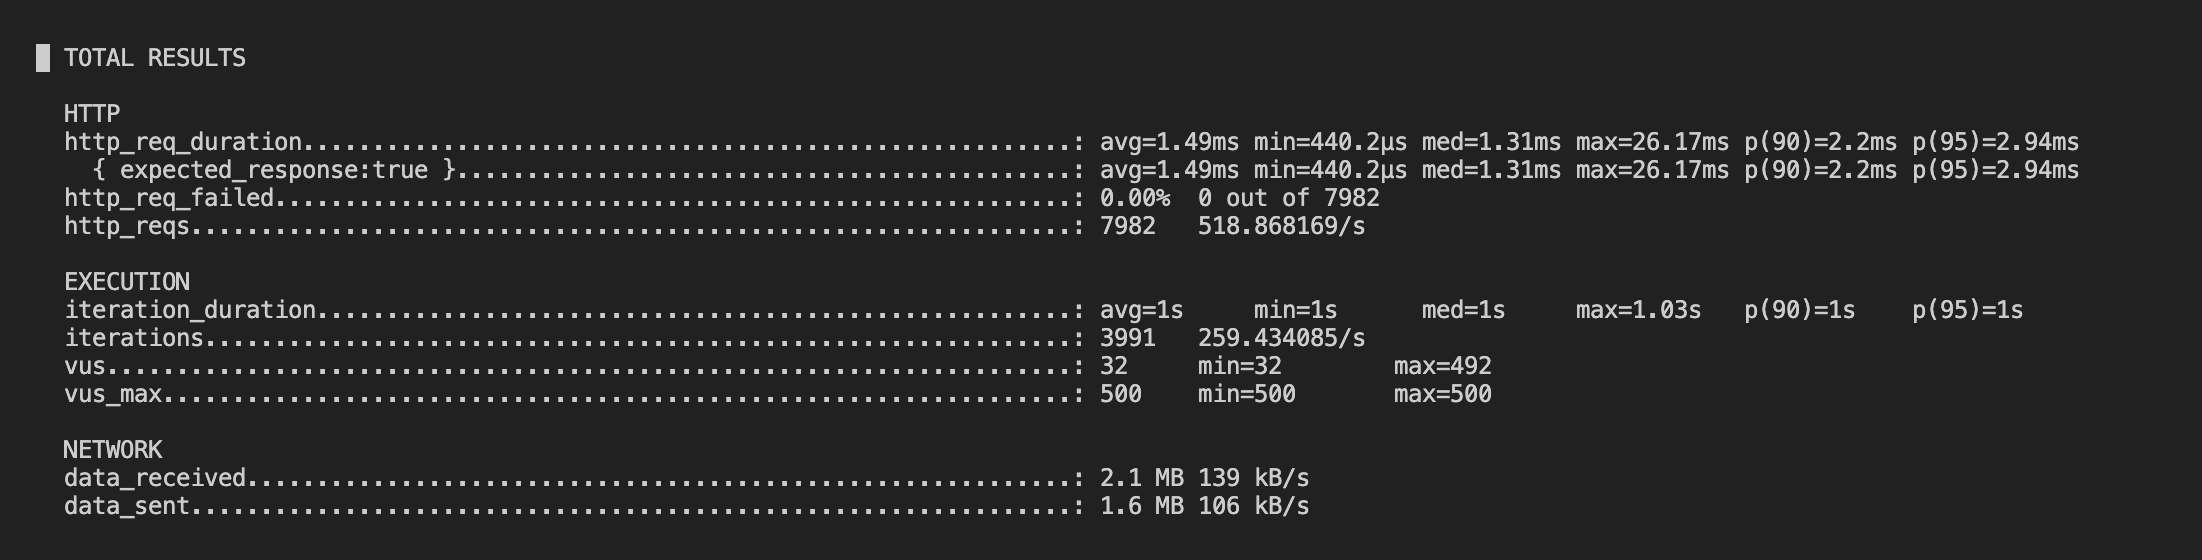 TOTAL RESULTS
HTTP
http_req_duration.......................................................: avg=1.49ms min=440.2µs med=1.31ms max=26.17ms p(90)=2.2ms p(95)=2.94ms
{ expected_response:true }............................................: avg=1.49ms min=440.2µs med=1.31ms max=26.17ms p(90)=2.2ms p(95)=2.94ms
http_req_failed.........................................................: 0.00% 0 out of 7982
http_reqs...............................................................: 7982 518.868169/s
EXECUTION
iteration_duration......................................................: avg=1s min=1s med=1s max=1.03s p(90)=1s p(95)=1s
iterations..............................................................: 3991 259.434085/s
vus.....................................................................: 32 min=32 max=492
vus_max.................................................................: 500 min=500 max=500
NETWORK
data_received...........................................................: 2.1 MB 139 kB/s
data_sent...............................................................: 1.6 MB 106 kB/s